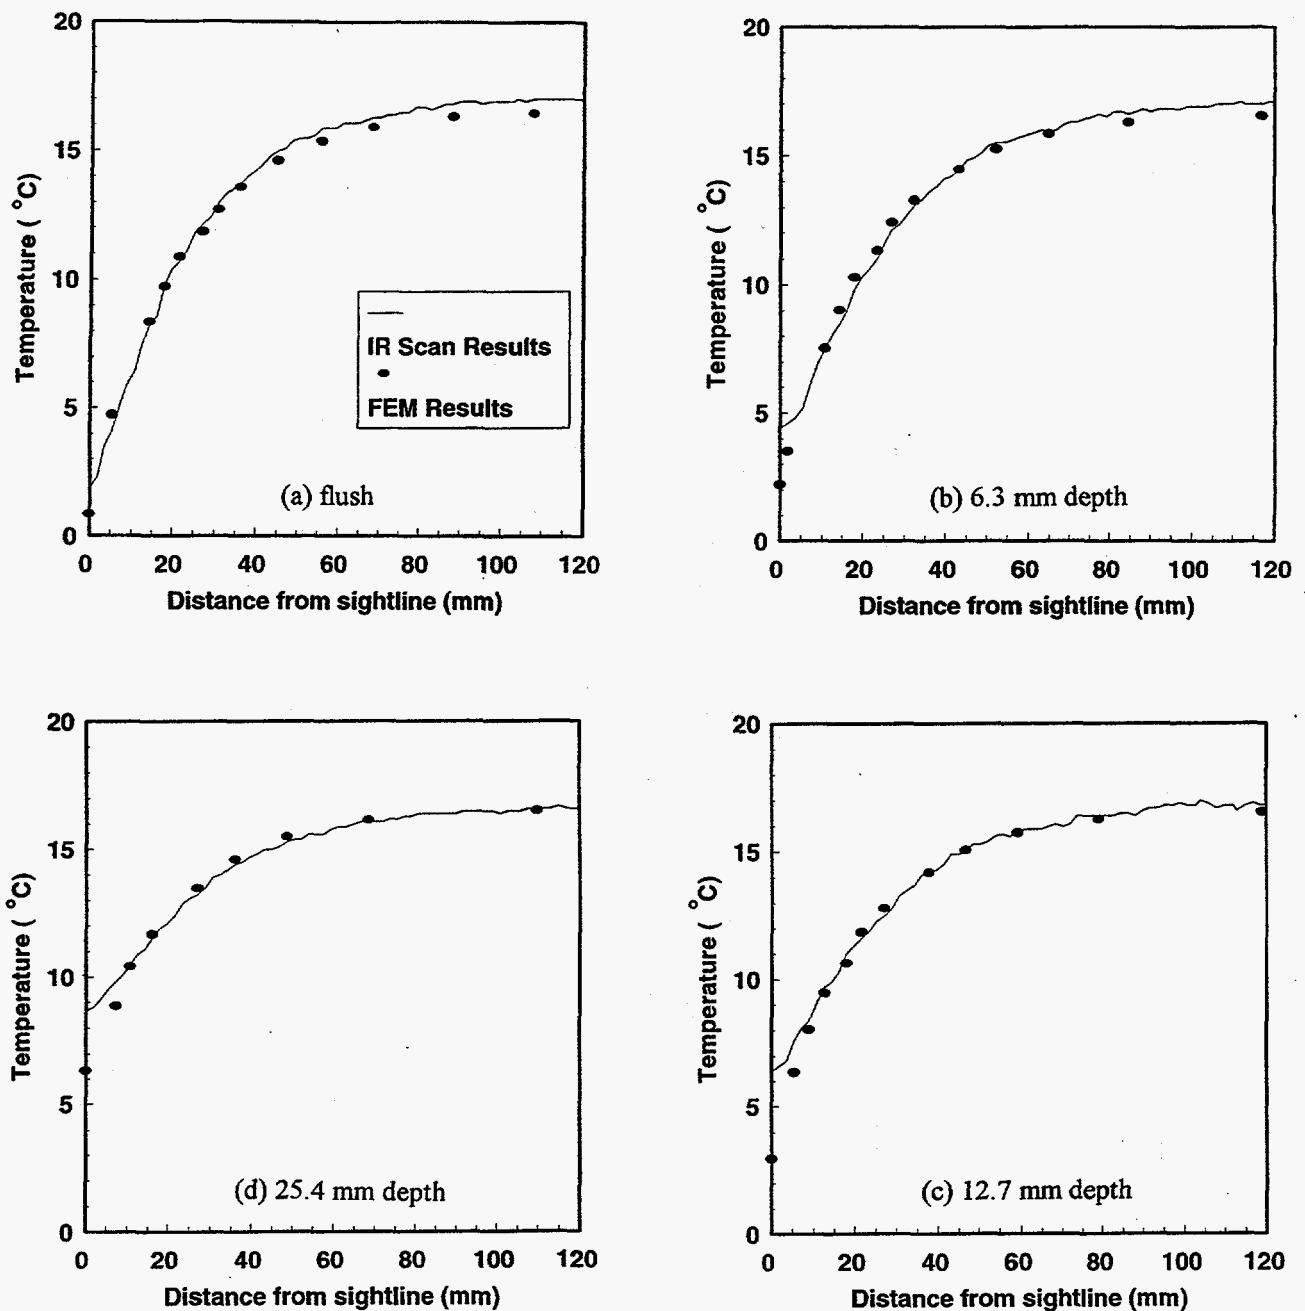 20
15
10
5
0
Temperature ( °C)
IR Scan Results
FEM Results
(a) flush
0 20 40 60 80 100 120
Distance from sightline (mm)
20
15
10
5
0
Temperature ( °C)
(b) 6.3 mm depth
0 20 40 60 80 100 120
Distance from sightline (mm)
20
15
10
5
0
Temperature ( °C)
(d) 25.4 mm depth
0 20 40 60 80 100 120
Distance from sightline (mm)
20
15
10
5
0
Temperature ( °C)
(c) 12.7 mm depth
0 20 40 60 80 100 120
Distance from sightline (mm)